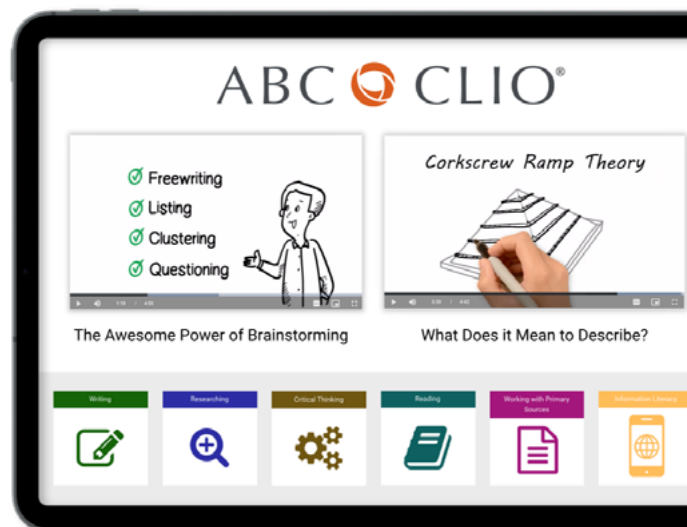 ABC CLIO®
Freewriting
Listing
Clustering
Questioning
Corkscrew Ramp Theory
The Awesome Power of Brainstorming
What Does it Mean to Describe?
Writing
Researching
Critical Thinking
Reading
Working with Primary
Sources
Information Literacy